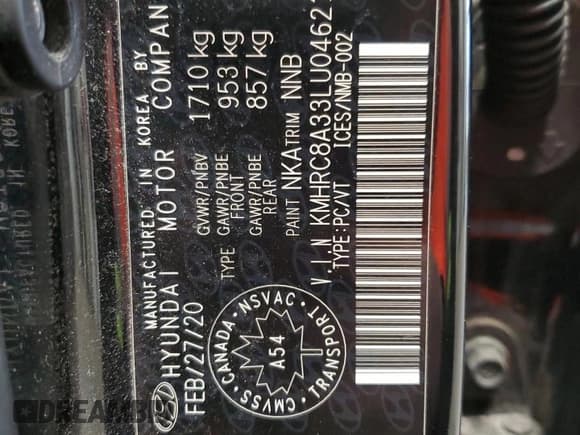 MANUFACTURED IN KOREA BY
HYUNDAI MOTOR COMPAN
FEB/27/20
GVWR/PNBV 1710 kg
TYPE GAWR/PNBE FRONT 953 kg
GAWR/PNBE REAR 857 kg
PAINT NKA TRIM NNB
V I N KMHRC8A33LU0462
TYPE:PC/VT ICES/NMB-002
CMVSS·CANADA·NSVAC·TRANSPORT·
A54